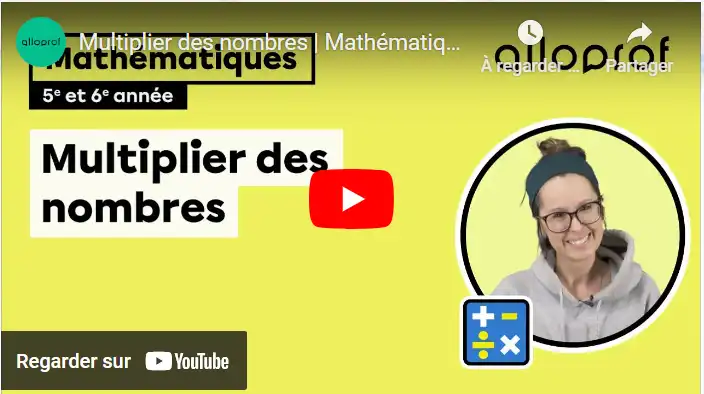 alloprof
Multiplier des nombres | Mathématiq...
Mathématiques
alloprof
À regarder ...
Partager
5e et 6e année
Multiplier des
nombres
Regarder sur YouTube